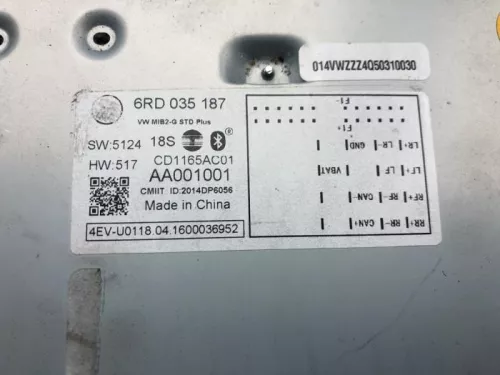 014VWZZZ4Q50310030
6RD 035 187
VW MIB2-G STD Plus
SW:5124 18S
HW:517 CD1165AC01
AA001001
CMIIT ID:2014DP6056
Made in China
4EV-U0118.04.1600036952
F1-
F1+
GND LR- LR+
VBAT LF LF+
CAN- RF RF+
CAN+ RR- RR+